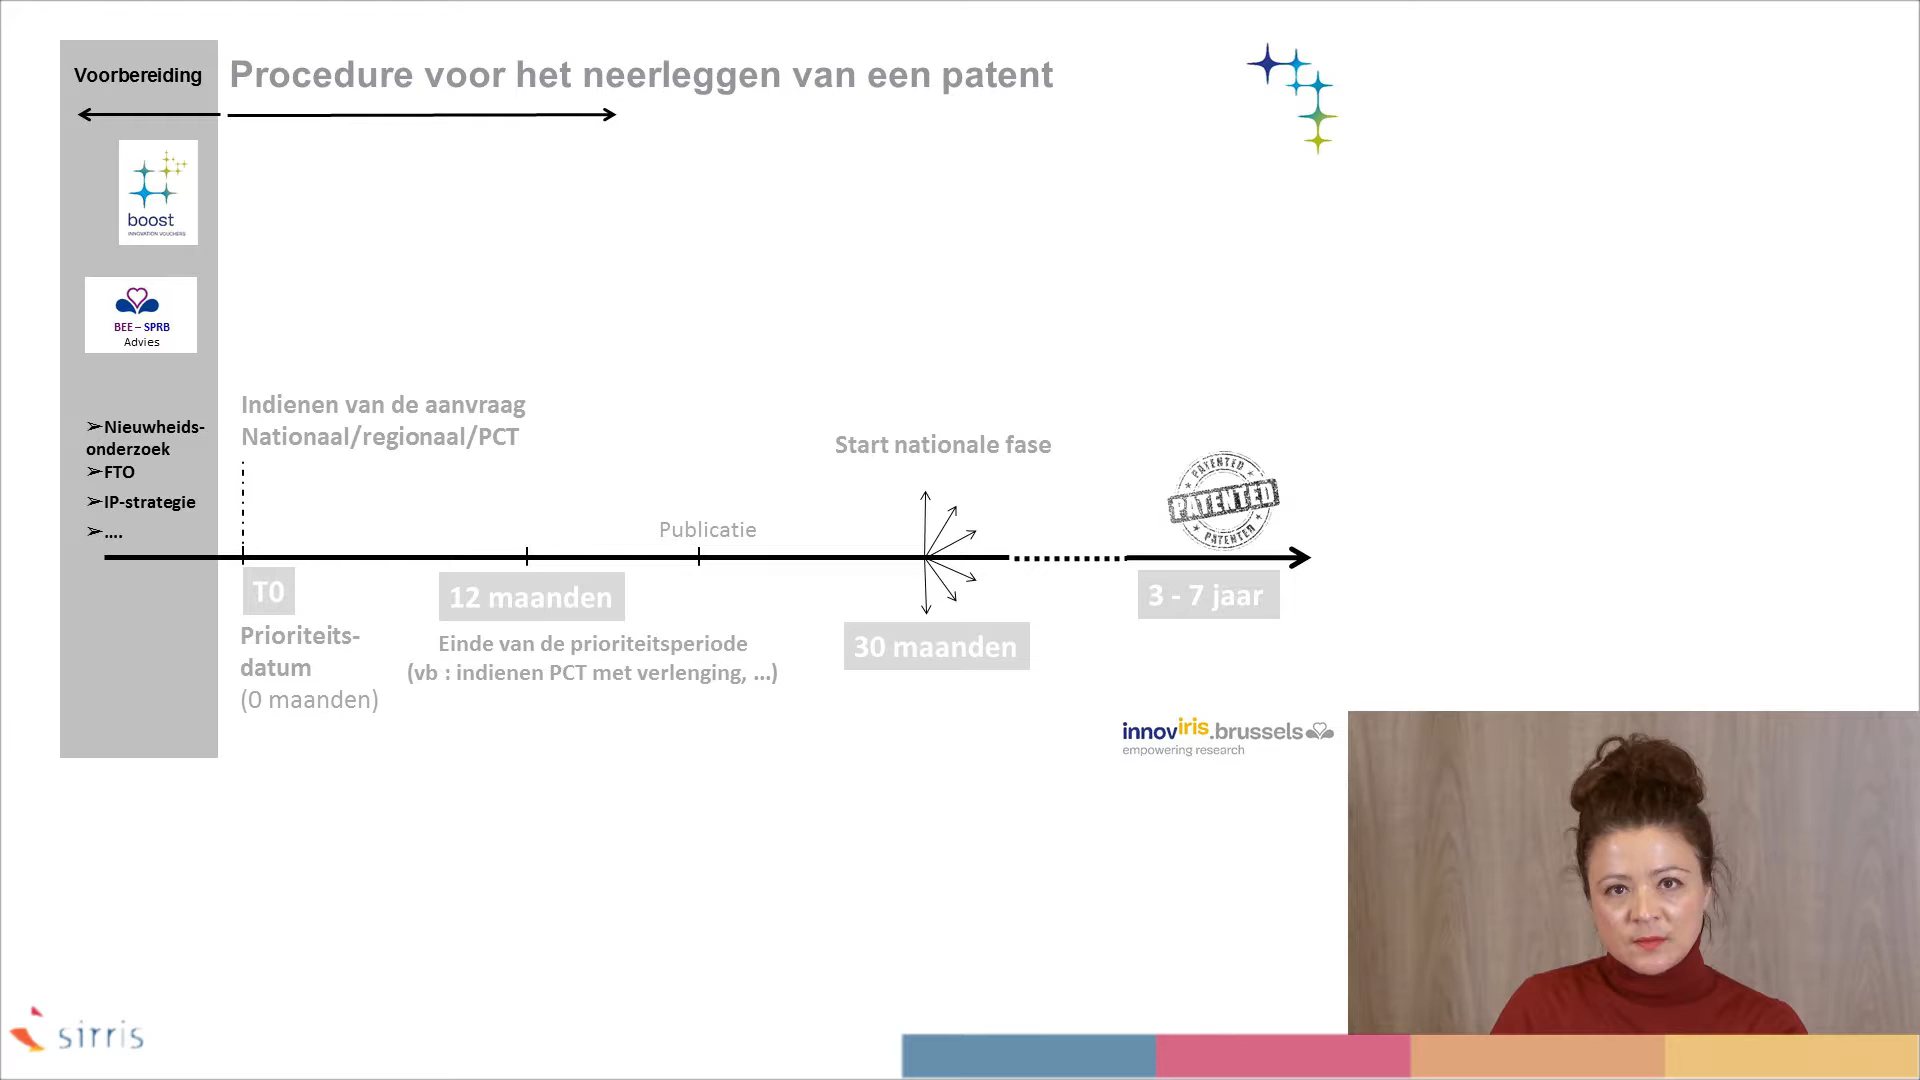 Voorbereiding
Procedure voor het neerleggen van een patent
boost
INNOVATION VOUCHERS
BEE – SPRB
Advies
➢Nieuwheids-
onderzoek
➢FTO
➢IP-strategie
➢....
Indienen van de aanvraag
Nationaal/regionaal/PCT
Publicatie
Start nationale fase
PATENTED
PATENTED
PATENTED
T0
Prioriteits-
datum
(0 maanden)
12 maanden
Einde van de prioriteitsperiode
(vb : indienen PCT met verlenging, ...)
30 maanden
3 - 7 jaar
innoviris.brussels
empowering research
sirris